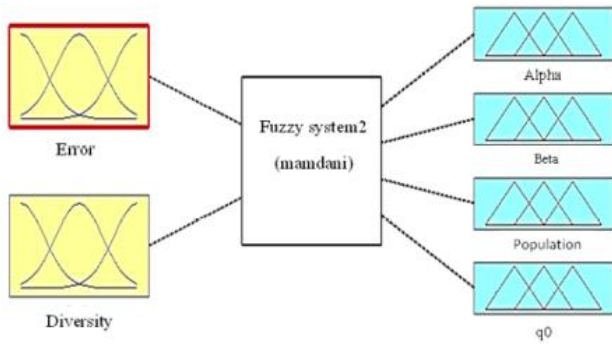 Error
Diversity
Fuzzy system2
(mamdani)
Alpha
Beta
Population
q0